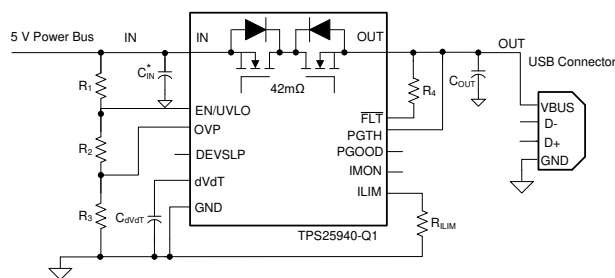 5 V Power Bus
IN
IN
OUT
OUT
USB Connector
C*IN
42mΩ
R1
R4
COUT
EN/UVLO
FLT
VBUS
OVP
PGTH
D-
R2
DEVSLP
PGOOD
D+
IMON
GND
dVdT
ILIM
R3
CdVdT
GND
RILIM
TPS25940-Q1